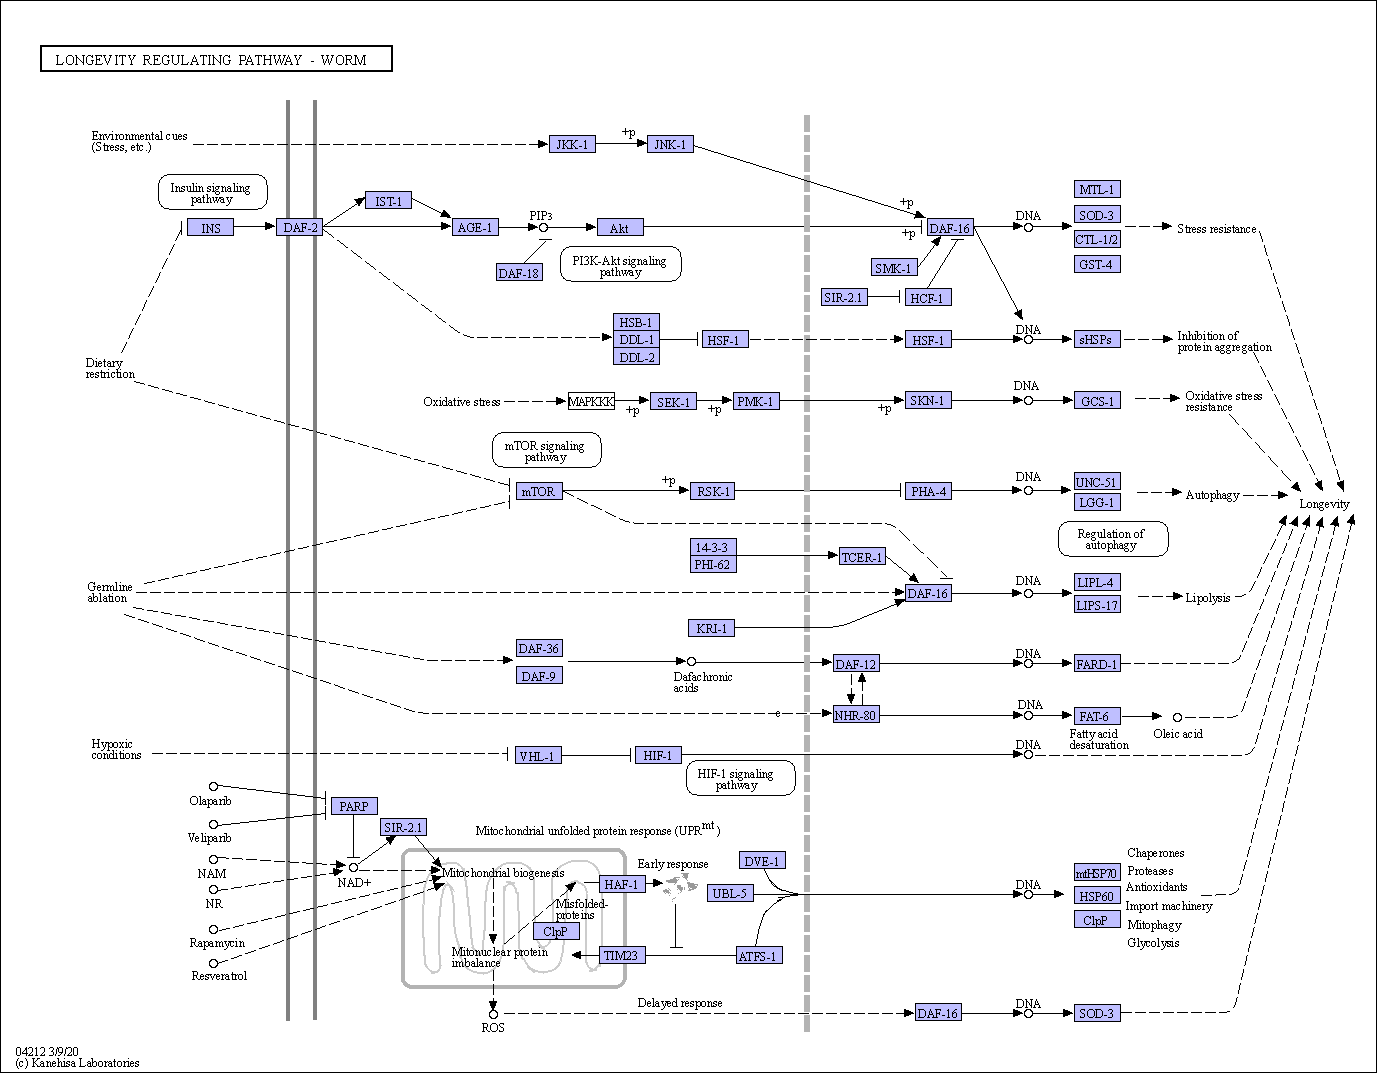 LONGEVITY REGULATING PATHWAY - WORM
Environmental cues
(Stress, etc.)
JKK-1
+p
JNK-1
Insulin signaling
pathway
IST-1
INS
DAF-2
AGE-1
PIP3
Akt
DAF-18
PI3K-Akt signaling
pathway
+p
+p
DAF-16
SMK-1
SIR-2.1
HCF-1
DNA
MTL-1
SOD-3
CTL-1/2
GST-4
Stress resistance
HSB-1
DDL-1
DDL-2
HSF-1
HSF-1
DNA
sHSPs
Inhibition of
protein aggregation
Dietary
restriction
Oxidative stress
MAPKKK
+p
SEK-1
+p
PMK-1
+p
SKN-1
DNA
GCS-1
Oxidative stress
resistance
mTOR signaling
pathway
mTOR
+p
RSK-1
PHA-4
DNA
UNC-51
LGG-1
Autophagy
Longevity
Regulation of
autophagy
14-3-3
PHI-62
TCER-1
Germline
ablation
DAF-16
DNA
LIPL-4
LIPS-17
Lipolysis
KRI-1
DAF-36
DAF-9
Dafachronic
acids
DAF-12
DNA
FARD-1
e
NHR-80
DNA
FAT-6
Fatty acid
desaturation
Oleic acid
Hypoxic
conditions
VHL-1
HIF-1
DNA
HIF-1 signaling
pathway
Olaparib
PARP
Veliparib
SIR-2.1
Mitochondrial unfolded protein response (UPRmt)
NAM
NAD+
NR
Mitochondrial biogenesis
Early response
HAF-1
Misfolded-
proteins
ClpP
DVE-1
UBL-5
ATFS-1
TIM23
Mitonuclear protein
imbalance
Rapamycin
Resveratrol
DNA
mtHSP70
HSP60
ClpP
Chaperones
Proteases
Antioxidants
Import machinery
Mitophagy
Glycolysis
ROS
Delayed response
DAF-16
DNA
SOD-3
04212 3/9/20
(c) Kanehisa Laboratories